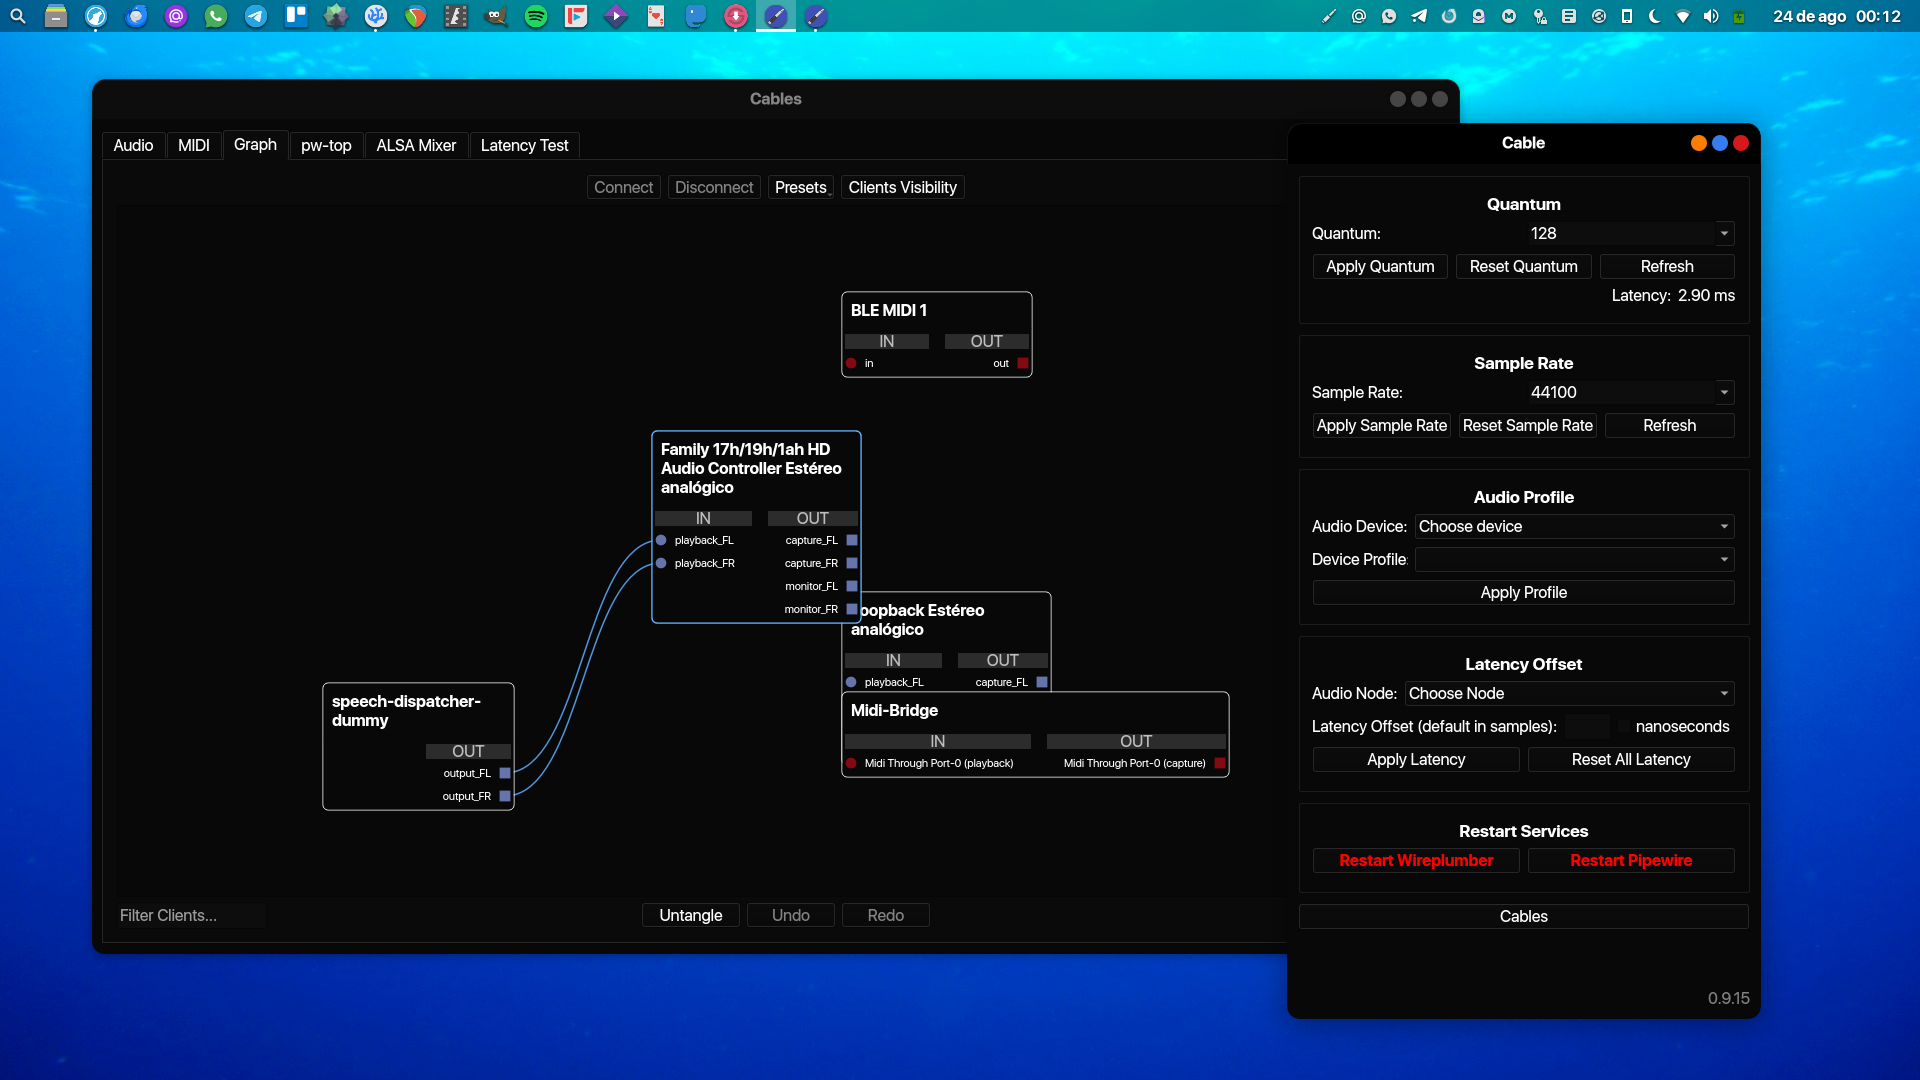 24 de ago 00:12
Cables
Audio
MIDI
Graph
pw-top
ALSA Mixer
Latency Test
Connect
Disconnect
Presets
Clients Visibility
BLE MIDI 1
IN OUT
in out
Family 17h/19h/1ah HD
Audio Controller Estéreo
analógico
IN OUT
playback_FL capture_FL
playback_FR capture_FR
monitor_FL
monitor_FR
oopback Estéreo
analógico
IN OUT
playback_FL capture_FL
Midi-Bridge
IN OUT
Midi Through Port-0 (playback) Midi Through Port-0 (capture)
speech-dispatcher-
dummy
OUT
output_FL
output_FR
Filter Clients...
Untangle
Undo
Redo
Cable
Quantum
Quantum: 128
Apply Quantum Reset Quantum Refresh
Latency: 2.90 ms
Sample Rate
Sample Rate: 44100
Apply Sample Rate Reset Sample Rate Refresh
Audio Profile
Audio Device: Choose device
Device Profile:
Apply Profile
Latency Offset
Audio Node: Choose Node
Latency Offset (default in samples): nanoseconds
Apply Latency Reset All Latency
Restart Services
Restart Wireplumber Restart Pipewire
Cables
0.9.15